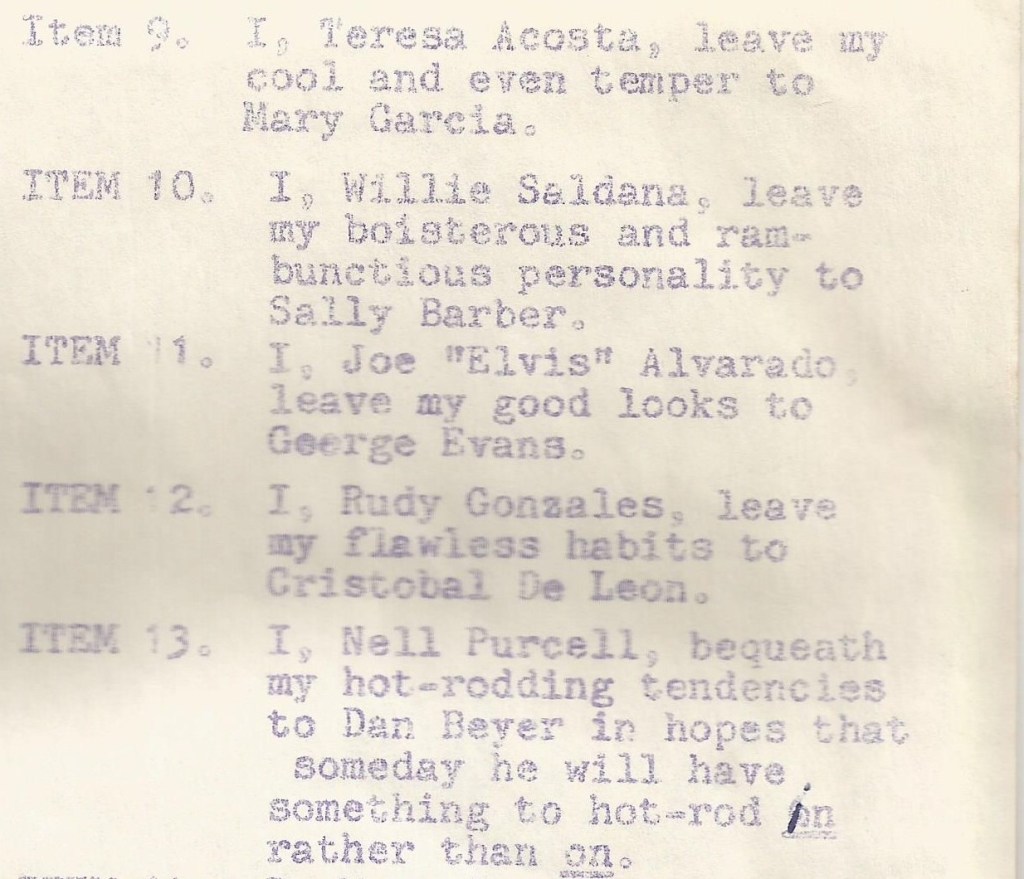 Item 9. I, Teresa Acosta, leave my
cool and even temper to
Mary Garcia.
ITEM 10. I, Willie Saldana, leave
my boisterous and ram-
bunctious personality to
Sally Barber.
ITEM 11. I, Joe "Elvis" Alvarado,
leave my good looks to
George Evans.
ITEM 12. I, Rudy Gonzales, leave
my flawless habits to
Cristobal De Leon.
ITEM 13. I, Nell Purcell, bequeath
my hot-rodding tendencies
to Dan Beyer in hopes that
someday he will have
something to hot-rod in
rather than on.